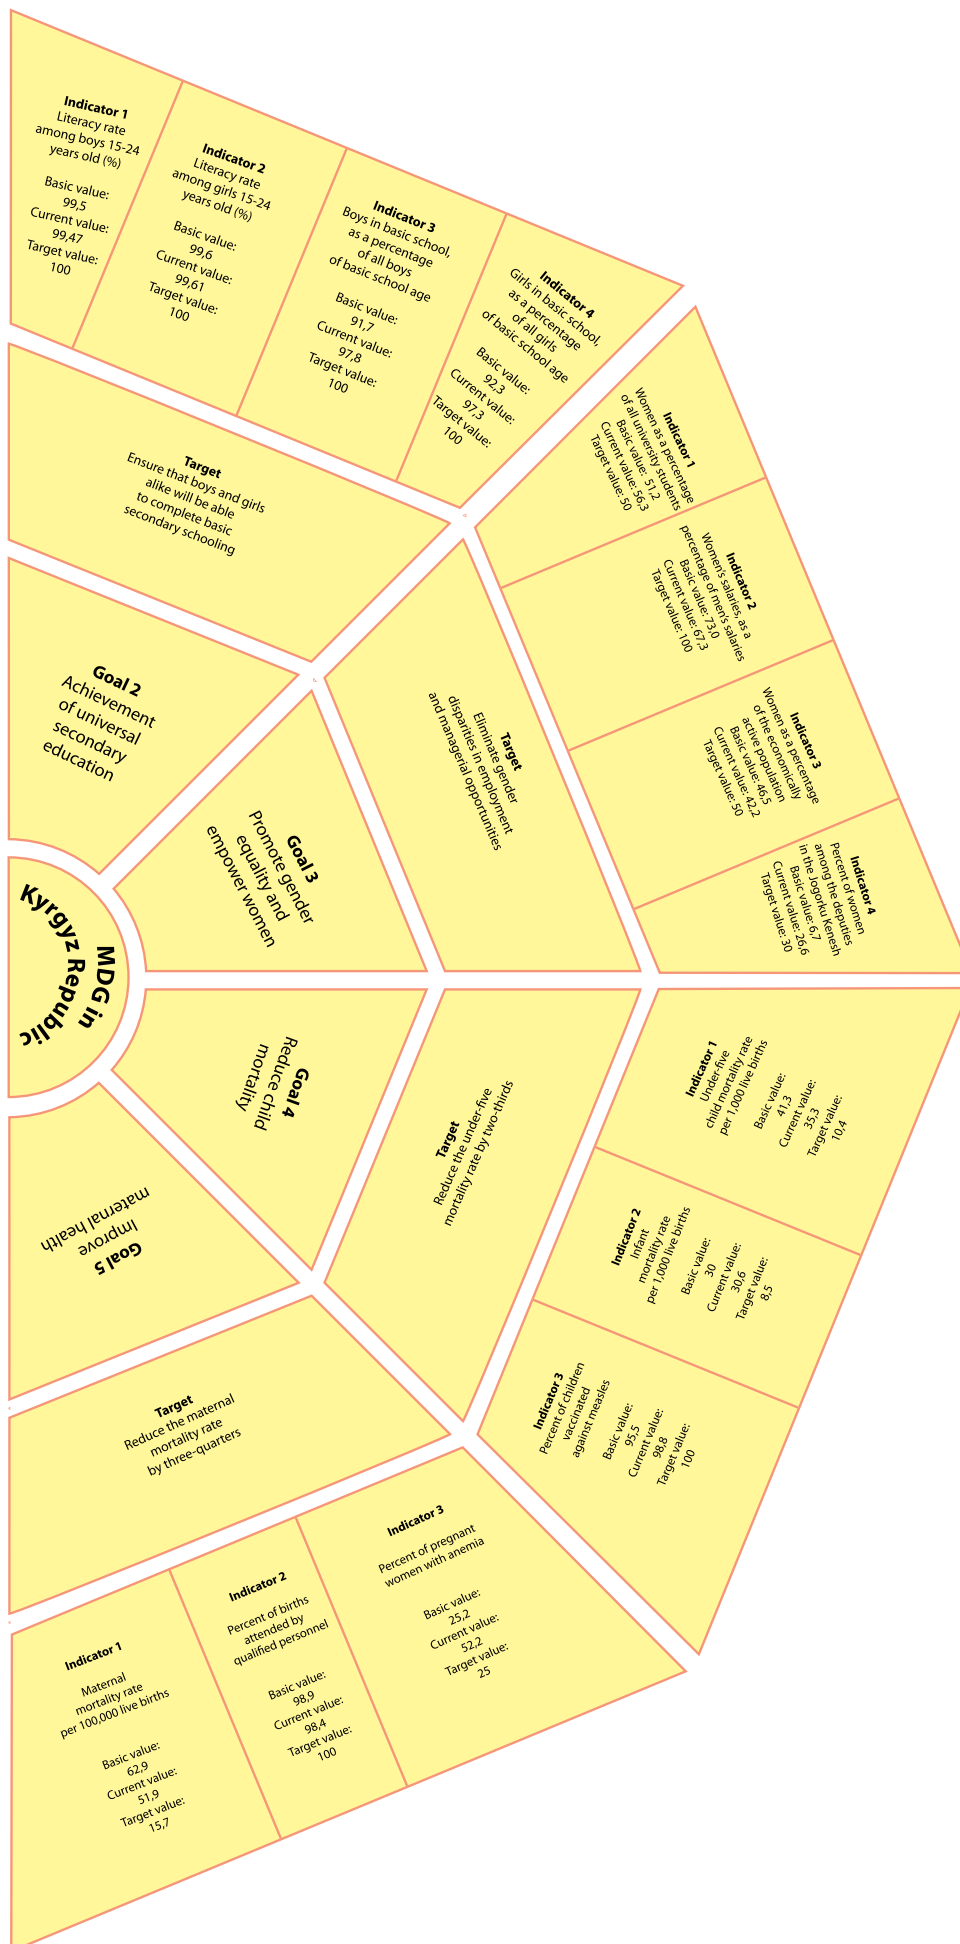 MDG in
Kyrgyz Republic
Goal 2
Achievement
of universal
secondary
education
Target
Ensure that boys and girls
alike will be able
to complete basic
secondary schooling
Indicator 1
Literacy rate
among boys 15-24
years old (%)
Basic value:
99,5
Current value:
99,47
Target value:
100
Indicator 2
Literacy rate
among girls 15-24
years old (%)
Basic value:
99,6
Current value:
99,61
Target value:
100
Indicator 3
Boys in basic school,
as a percentage
of all boys
of basic school age
Basic value:
91,7
Current value:
97,8
Target value:
100
Indicator 4
Girls in basic school,
as a percentage
of all girls
of basic school age
Basic value:
92,3
Current value:
97,3
Target value:
100
Goal 3
Promote gender
equality and
empower women
Target
Eliminate gender
disparities in employment
and managerial opportunities
Indicator 1
Women as a percentage
of all university students
Basic value: 51,2
Current value: 56,3
Target value: 50
Indicator 2
Women's salaries, as a
percentage of men's salaries
Basic value: 73,0
Current value: 67,3
Target value: 100
Indicator 3
Women as a percentage
of the economically
active population
Basic value: 46,5
Current value: 42,2
Target value: 50
Indicator 4
Percent of women
among the deputies
in the Jogorku Kenesh
Basic value: 6,7
Current value: 26,6
Target value: 30
Goal 4
Reduce child
mortality
Target
Reduce the under-five
mortality rate by two-thirds
Indicator 1
Under-five
child mortality rate
per 1,000 live births
Basic value:
41,3
Current value:
35,3
Target value:
10,4
Indicator 2
Infant
mortality rate
per 1,000 live births
Basic value:
30
Current value:
30,6
Target value:
8,5
Indicator 3
Percent of children
vaccinated
against measles
Basic value:
95,5
Current value:
98,8
Target value:
100
Goal 5
Improve
maternal health
Target
Reduce the maternal
mortality rate
by three-quarters
Indicator 1
Maternal
mortality rate
per 100,000 live births
Basic value:
62,9
Current value:
51,9
Target value:
15,7
Indicator 2
Percent of births
attended by
qualified personnel
Basic value:
98,9
Current value:
98,4
Target value:
100
Indicator 3
Percent of pregnant
women with anemia
Basic value:
25,2
Current value:
52,2
Target value:
25